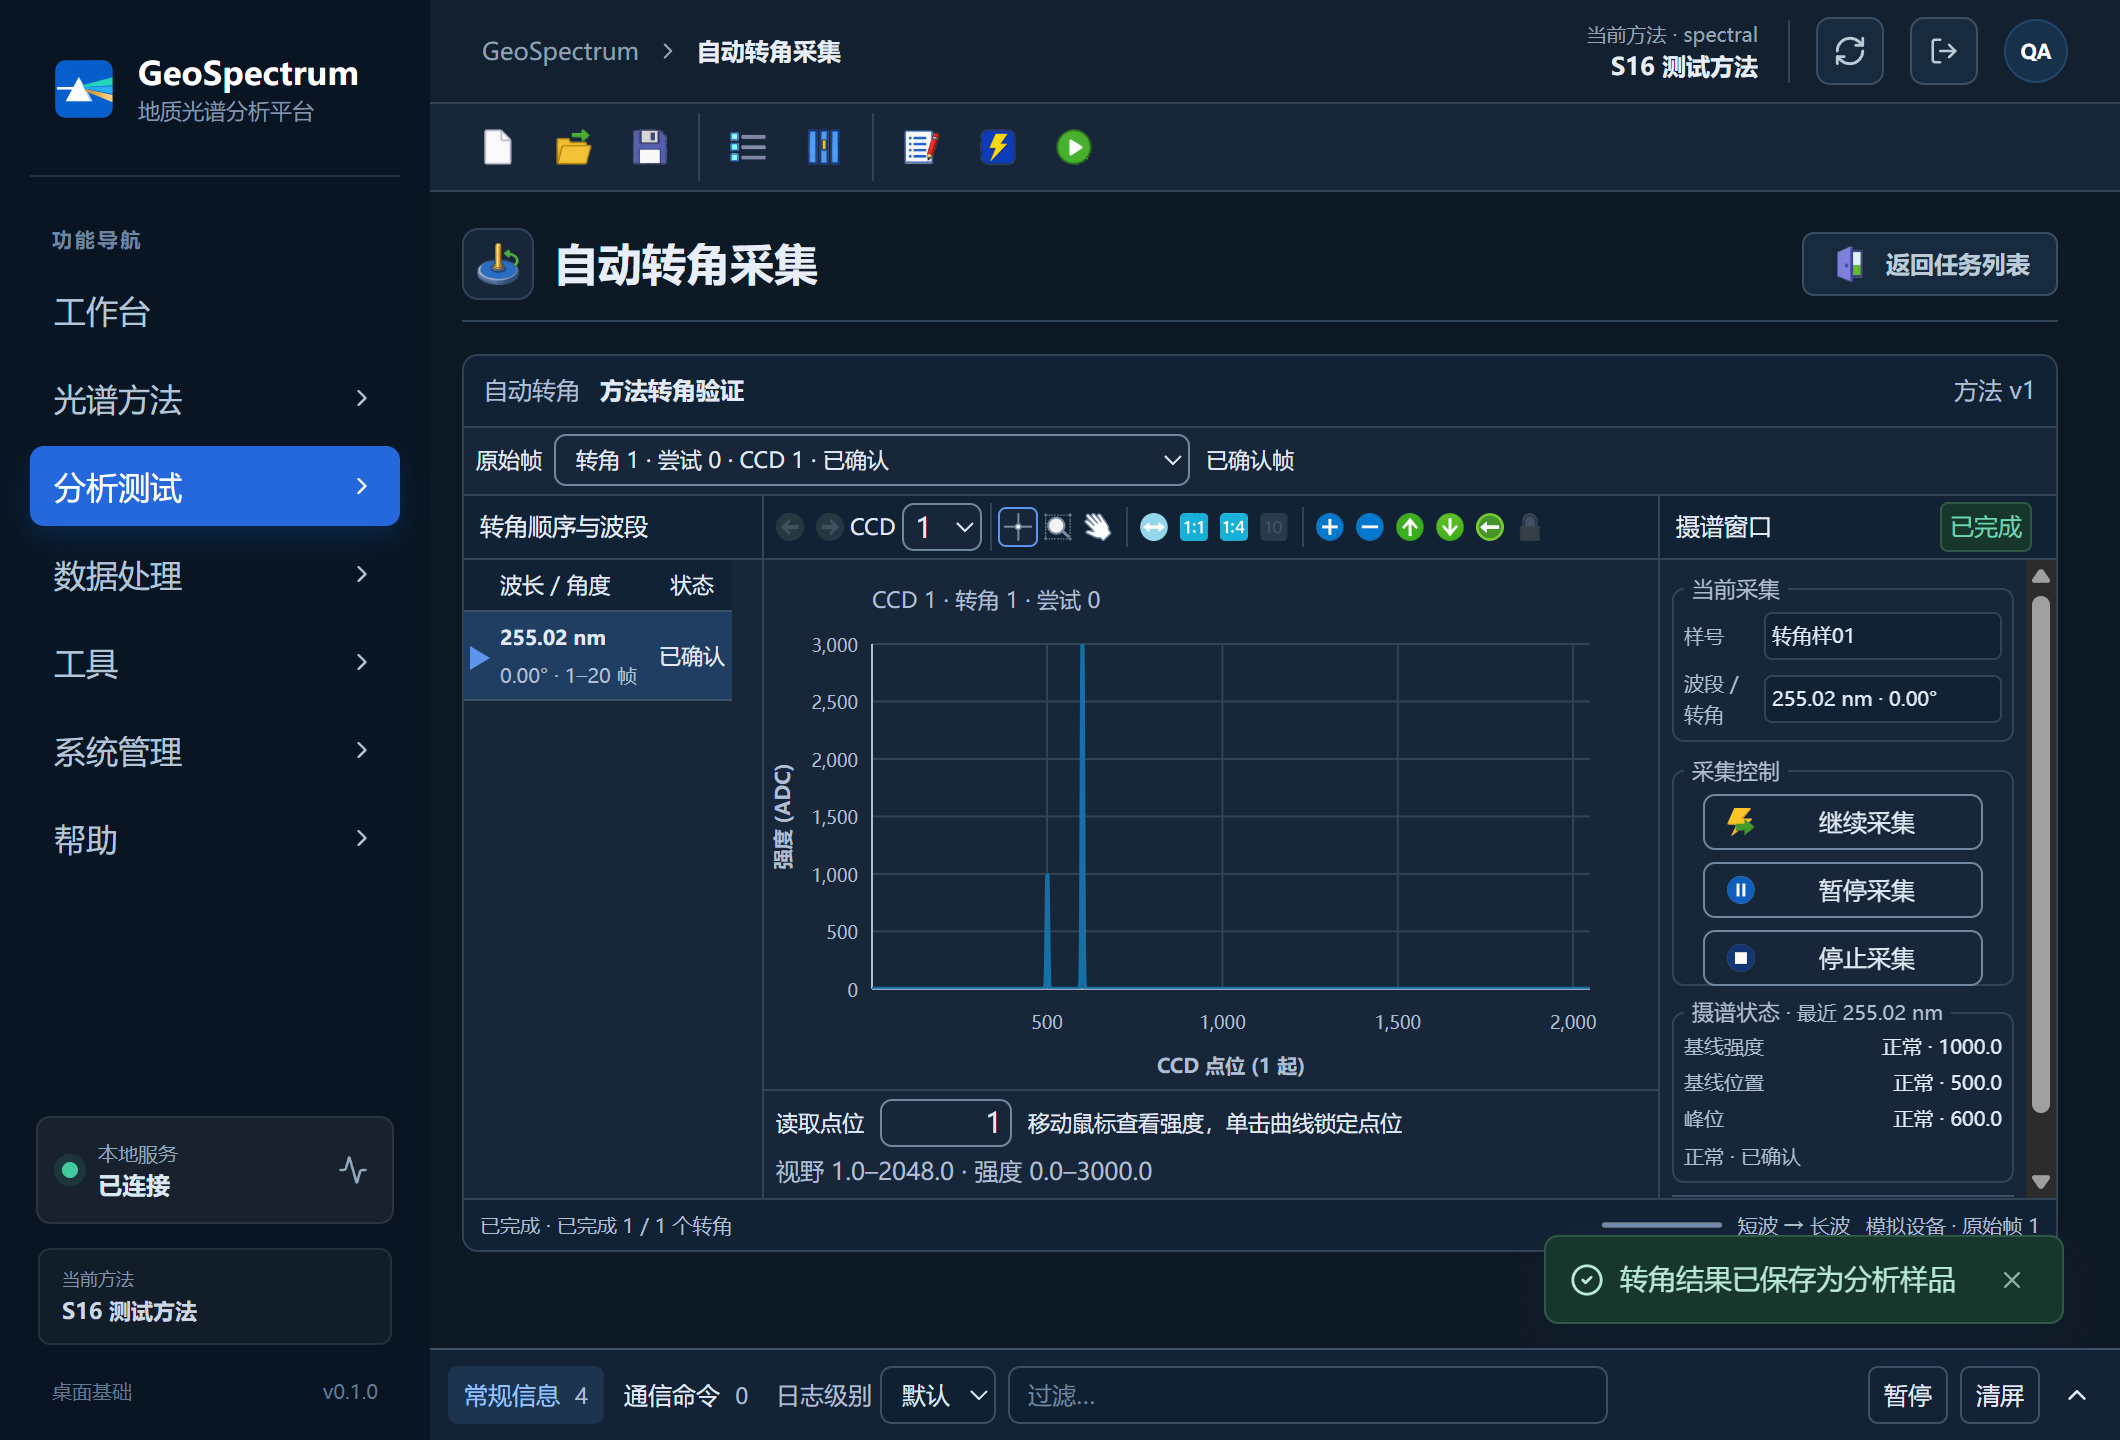 GeoSpectrum
地质光谱分析平台
功能导航
工作台
光谱方法
分析测试
数据处理
工具
系统管理
帮助
本地服务
已连接
当前方法
S16 测试方法
桌面基础 v0.1.0
GeoSpectrum > 自动转角采集
当前方法 · spectral
S16 测试方法
QA
自动转角采集
返回任务列表
自动转角 方法转角验证 方法 v1
原始帧 转角 1 · 尝试 0 · CCD 1 · 已确认 已确认帧
转角顺序与波段
波长 / 角度 状态
255.02 nm
0.00° · 1–20 帧
已确认
CCD 1
1:1 1:4 10
CCD 1 · 转角 1 · 尝试 0
3,000
2,500
2,000
1,500
1,000
500
0
强度 (ADC)
500 1,000 1,500 2,000
CCD 点位 (1 起)
读取点位 1 移动鼠标查看强度，单击曲线锁定点位
视野 1.0–2048.0 · 强度 0.0–3000.0
摄谱窗口 已完成
当前采集
样号 转角样01
波段 /
转角
255.02 nm · 0.00°
采集控制
继续采集
暂停采集
停止采集
摄谱状态 · 最近 255.02 nm
基线强度 正常 · 1000.0
基线位置 正常 · 500.0
峰位 正常 · 600.0
正常 · 已确认
已完成 · 已完成 1 / 1 个转角
短波 → 长波 模拟设备 · 原始帧 1
转角结果已保存为分析样品
常规信息 4 通信命令 0 日志级别 默认 过滤... 暂停 清屏